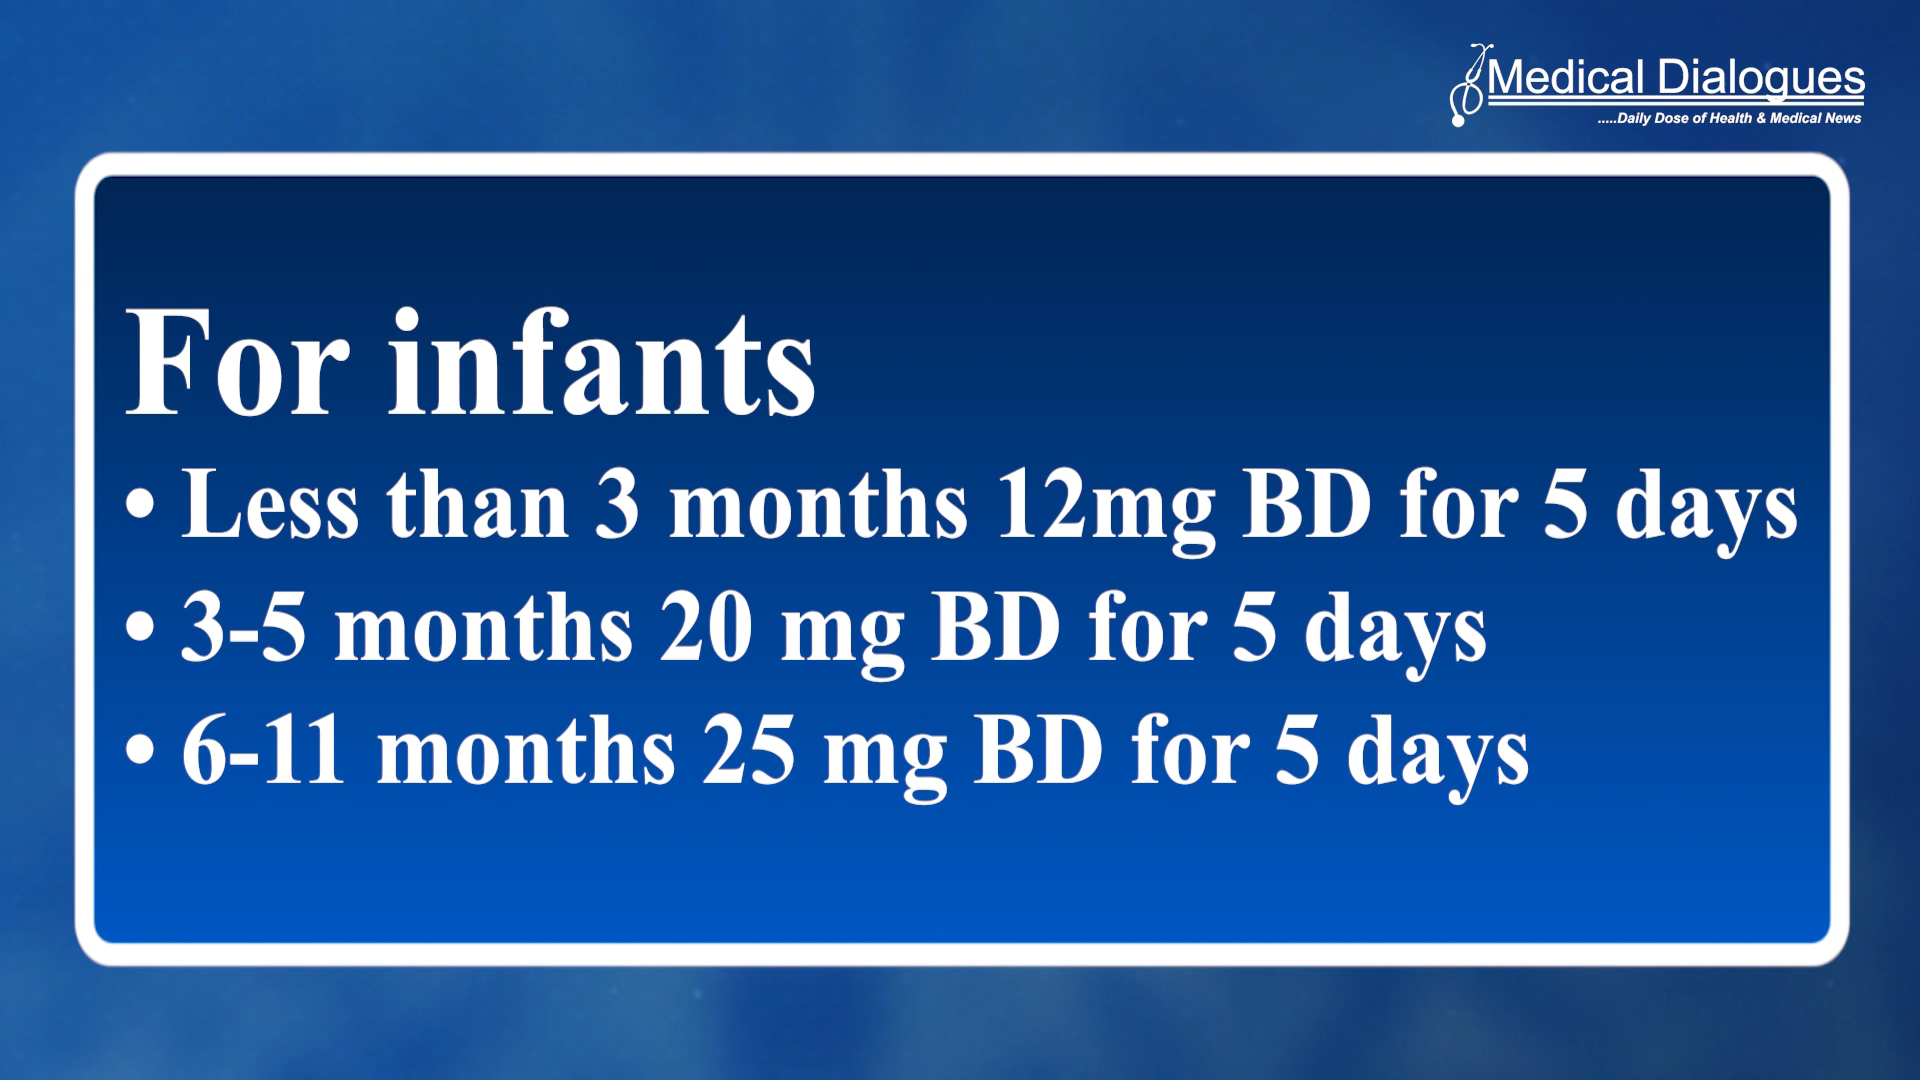 Medical Dialogues
.....Daily Dose of Health & Medical News
For infants
• Less than 3 months 12mg BD for 5 days
• 3-5 months 20 mg BD for 5 days
• 6-11 months 25 mg BD for 5 days